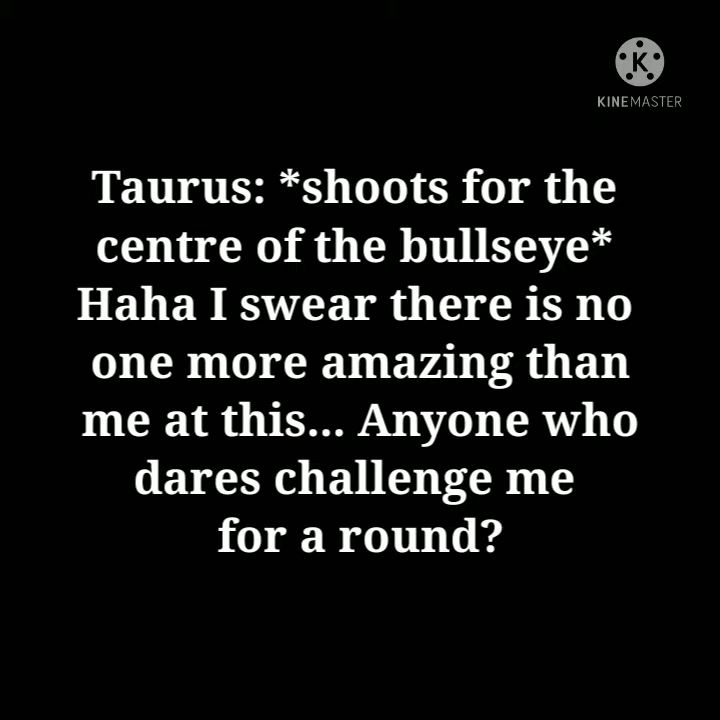 KINEMASTER
Taurus: *shoots for the
centre of the bullseye*
Haha I swear there is no
one more amazing than
me at this... Anyone who
dares challenge me
for a round?